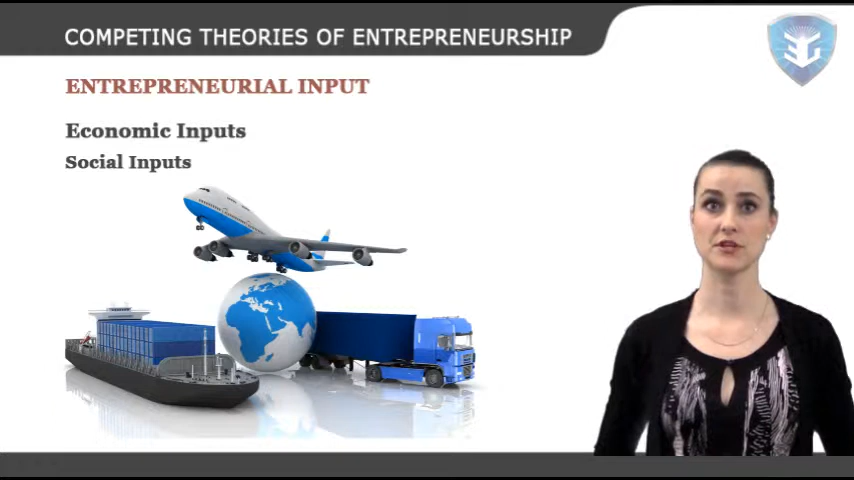 COMPETING THEORIES OF ENTREPRENEURSHIP
ENTREPRENEURIAL INPUT
Economic Inputs
Social Inputs